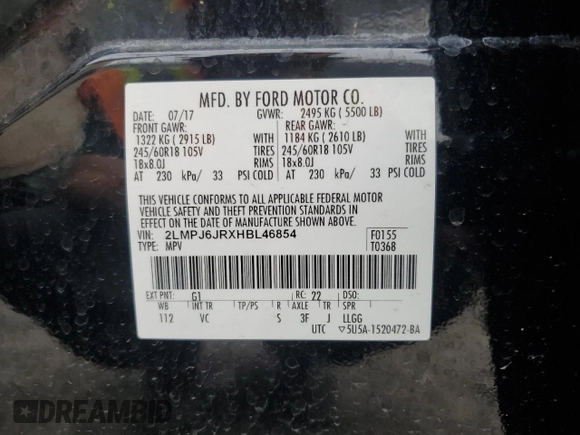 MFD. BY FORD MOTOR CO.
DATE: 07/17 GVWR: 2495 KG ( 5500 LB)
FRONT GAWR: REAR GAWR: -
1322 KG ( 2915 LB) WITH 1184 KG ( 2610 LB) WITH
245/60R18 105V TIRES 245/60R18 105V TIRES
18x8.0J RIMS 18x8.0J RIMS
AT 230 kPa/ 33 PSI COLD AT 230 kPa/ 33 PSI COLD
THIS VEHICLE CONFORMS TO ALL APPLICABLE FEDERAL MOTOR
VEHICLE SAFETY AND THEFT PREVENTION STANDARDS IN
EFFECT ON THE DATE OF MANUFACTURE SHOWN ABOVE.
VIN: 2LMPJ6JRXHBL46854 F0155
TYPE: MPV T0368
EXT PNT: G1 RC: 22 DSO:
WB INT TR TP/PS R AXLE TR SPR
112 VC S 3F J LLGG
UTC ▽5U5A-1520472-BA
DREAMBID